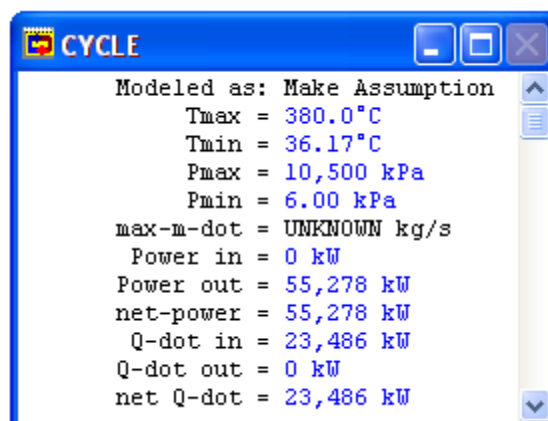 CYCLE
Modeled as: Make Assumption
Tmax = 380.0°C
Tmin = 36.17°C
Pmax = 10,500 kPa
Pmin = 6.00 kPa
max-m-dot = UNKNOWN kg/s
Power in = 0 kW
Power out = 55,278 kW
net-power = 55,278 kW
Q-dot in = 23,486 kW
Q-dot out = 0 kW
net Q-dot = 23,486 kW